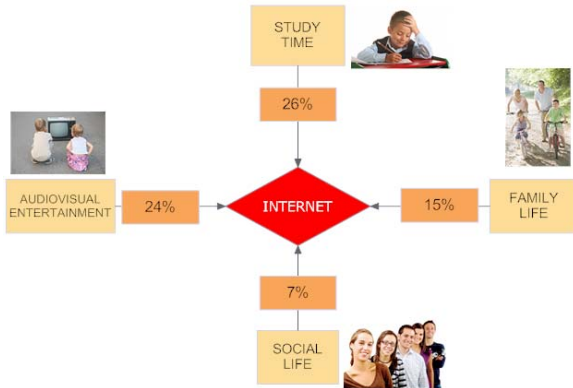 STUDY
TIME
26%
AUDIOVISUAL
ENTERTAINMENT
24%
INTERNET
15%
FAMILY
LIFE
7%
SOCIAL
LIFE